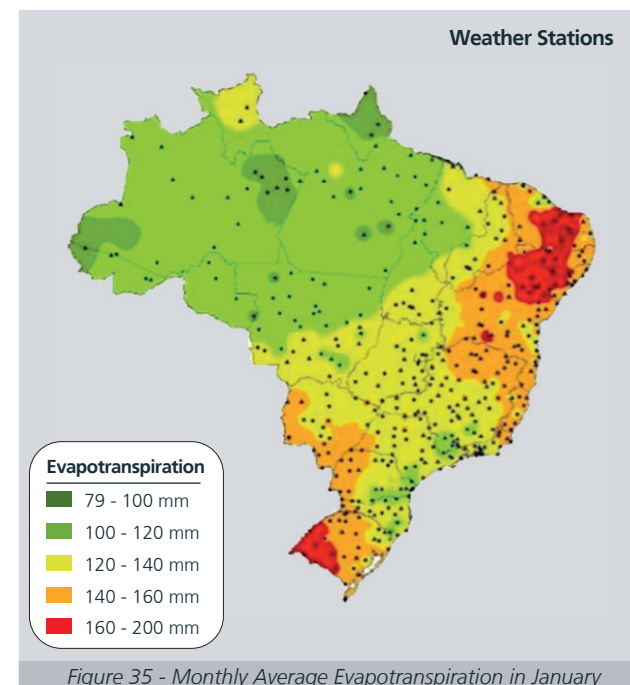 Weather Stations
Evapotranspiration
79 - 100 mm
100 - 120 mm
120 - 140 mm
140 - 160 mm
160 - 200 mm
Figure 35 - Monthly Average Evapotranspiration in January